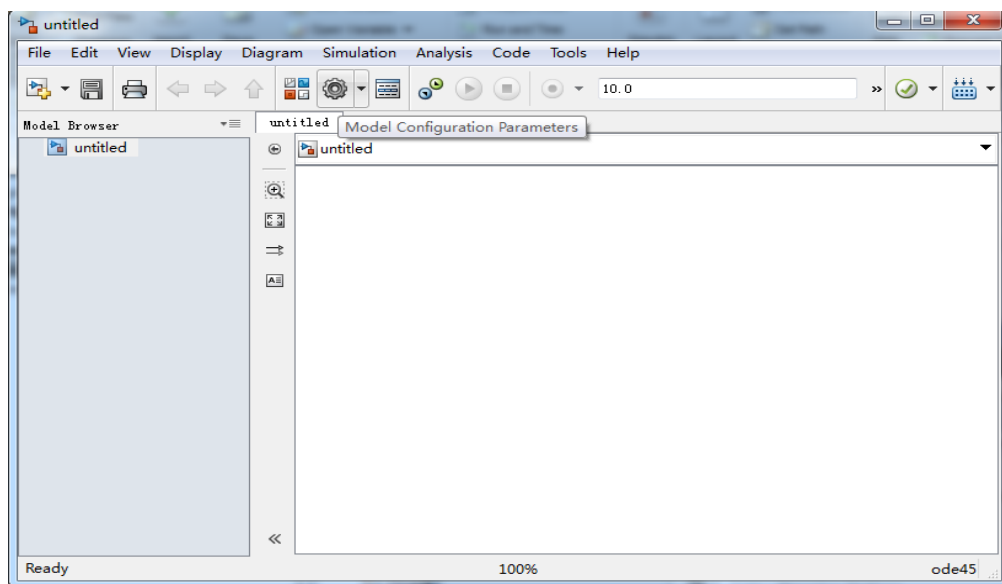 untitled
File Edit View Display Diagram Simulation Analysis Code Tools Help
10.0
»
Model Browser
untitled
Model Configuration Parameters
untitled
untitled
Ready
100%
ode45